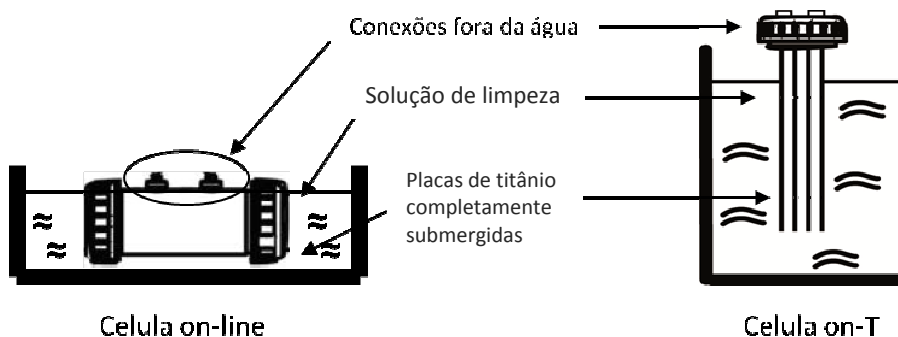 Conexões fora da água
Solução de limpeza
Placas de titânio
completamente
submergidas
Celula on-line
Celula on-T